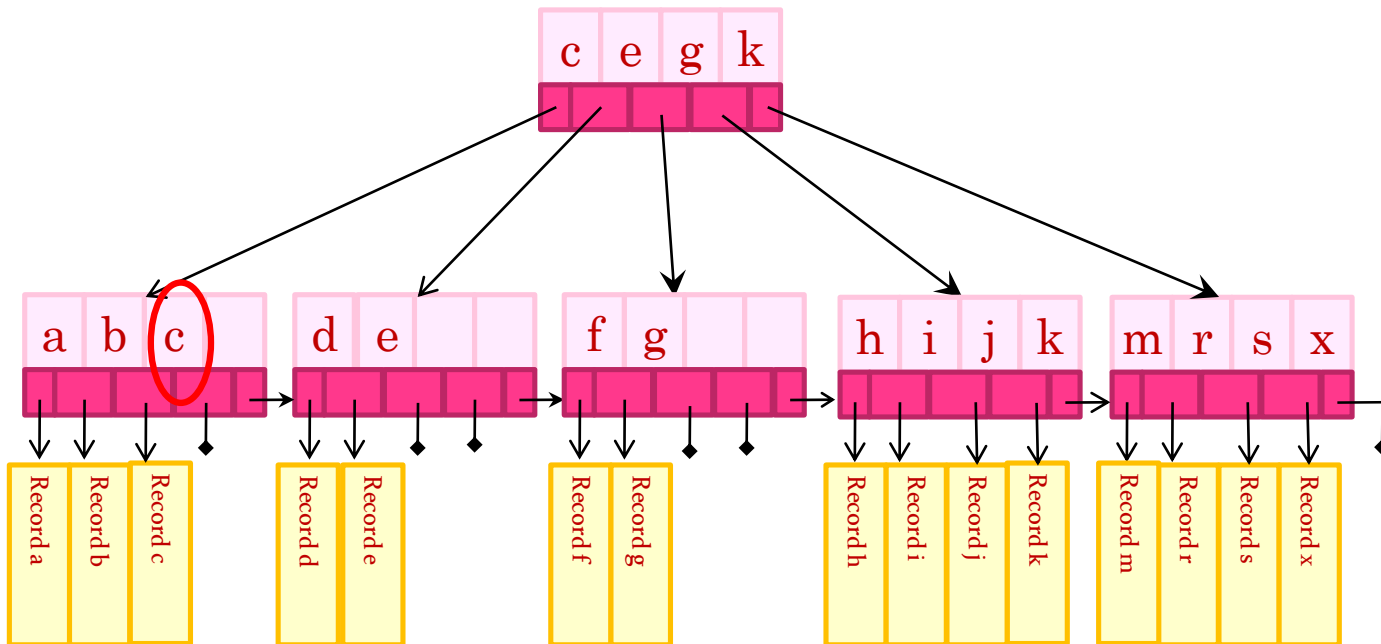 c e g k
a b c
d e
f g
h i j k
m r s x
Record a
Record b
Record c
Record d
Record e
Record f
Record g
Record h
Record i
Record j
Record k
Record m
Record r
Record s
Record x